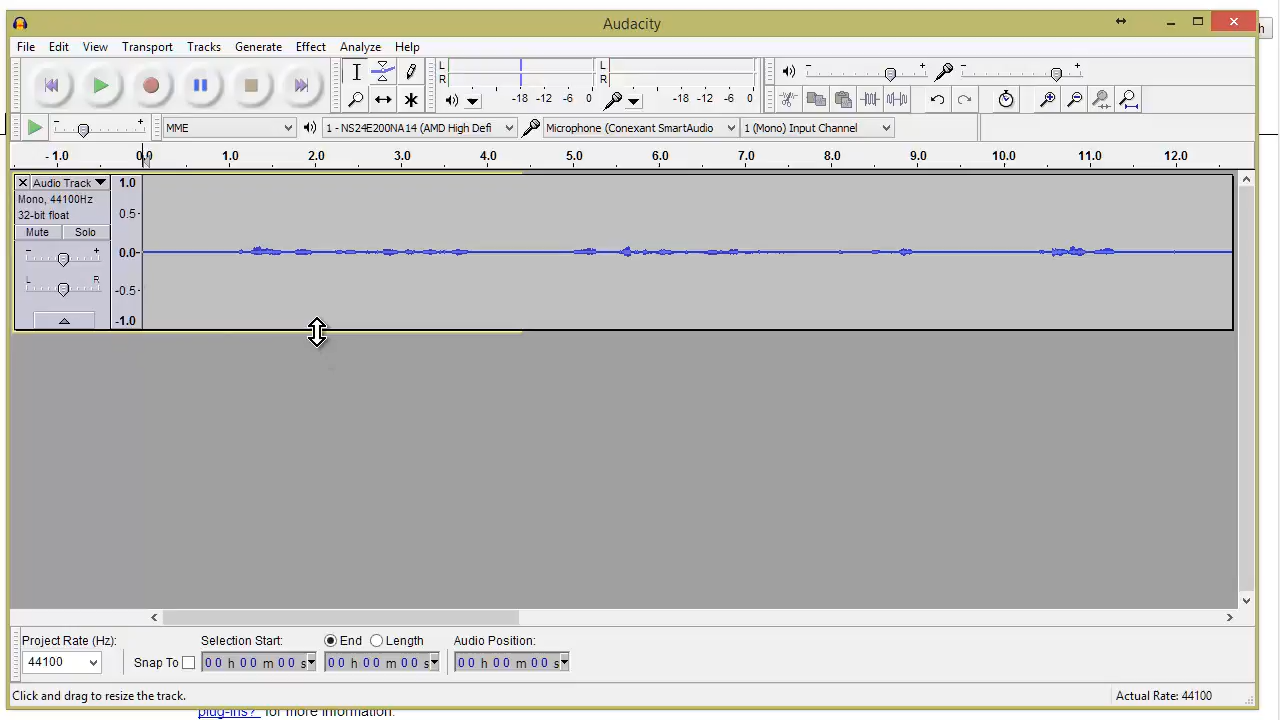 Audacity
File Edit View Transport Tracks Generate Effect Analyze Help
L R -18 -12 -6 0 L R -18 -12 -6 0
MME 1 - NS24E200NA14 (AMD High Defi Microphone (Conexant SmartAudio 1 (Mono) Input Channel
- 1.0 0.0 1.0 2.0 3.0 4.0 5.0 6.0 7.0 8.0 9.0 10.0 11.0 12.0
Audio Track 1.0
Mono, 44100Hz
32-bit float 0.5
Mute Solo
- + 0.0
L R
-0.5
-1.0
Project Rate (Hz): Selection Start: End Length Audio Position:
44100 Snap To 00 h 00 m 00 s 00 h 00 m 00 s 00 h 00 m 00 s
Click and drag to resize the track. Actual Rate: 44100
plug-ins? for more information.